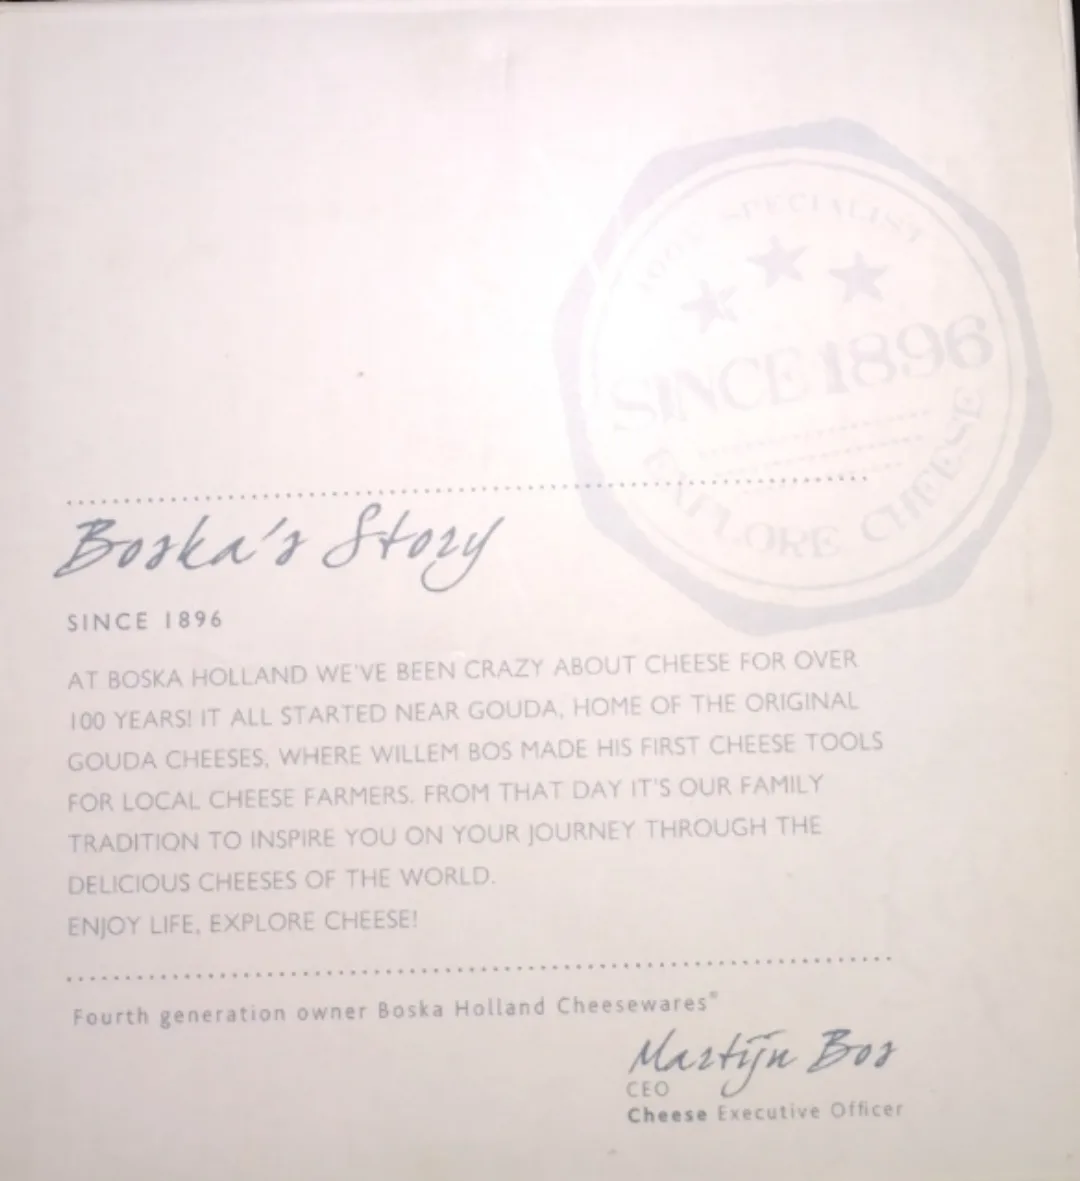 100% SPECIALIST
SINCE 1896
EXPLORE CHEESE
Boska's Story
SINCE 1896
AT BOSKA HOLLAND WE'VE BEEN CRAZY ABOUT CHEESE FOR OVER
100 YEARS! IT ALL STARTED NEAR GOUDA, HOME OF THE ORIGINAL
GOUDA CHEESES, WHERE WILLEM BOS MADE HIS FIRST CHEESE TOOLS
FOR LOCAL CHEESE FARMERS. FROM THAT DAY IT'S OUR FAMILY
TRADITION TO INSPIRE YOU ON YOUR JOURNEY THROUGH THE
DELICIOUS CHEESES OF THE WORLD.
ENJOY LIFE, EXPLORE CHEESE!
Fourth generation owner Boska Holland Cheesewares®
Martijn Bos
CEO
Cheese Executive Officer